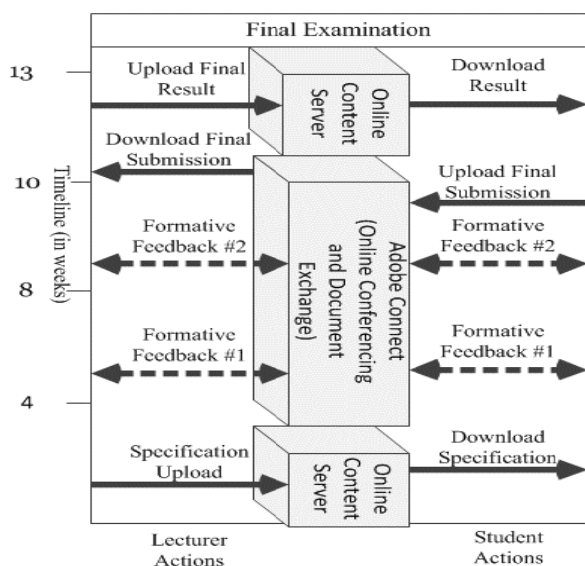 Final Examination
13
Upload Final
Result
Online
Content
Server
Download
Result
Download Final
Submission
10
Upload Final
Submission
Timeline (in weeks)
Formative
Feedback #2
Adobe Connect
(Online Conferencing
and Document
Exchange)
Formative
Feedback #2
8
Formative
Feedback #1
Formative
Feedback #1
4
Specification
Upload
Online
Content
Server
Download
Specification
Lecturer
Actions
Student
Actions